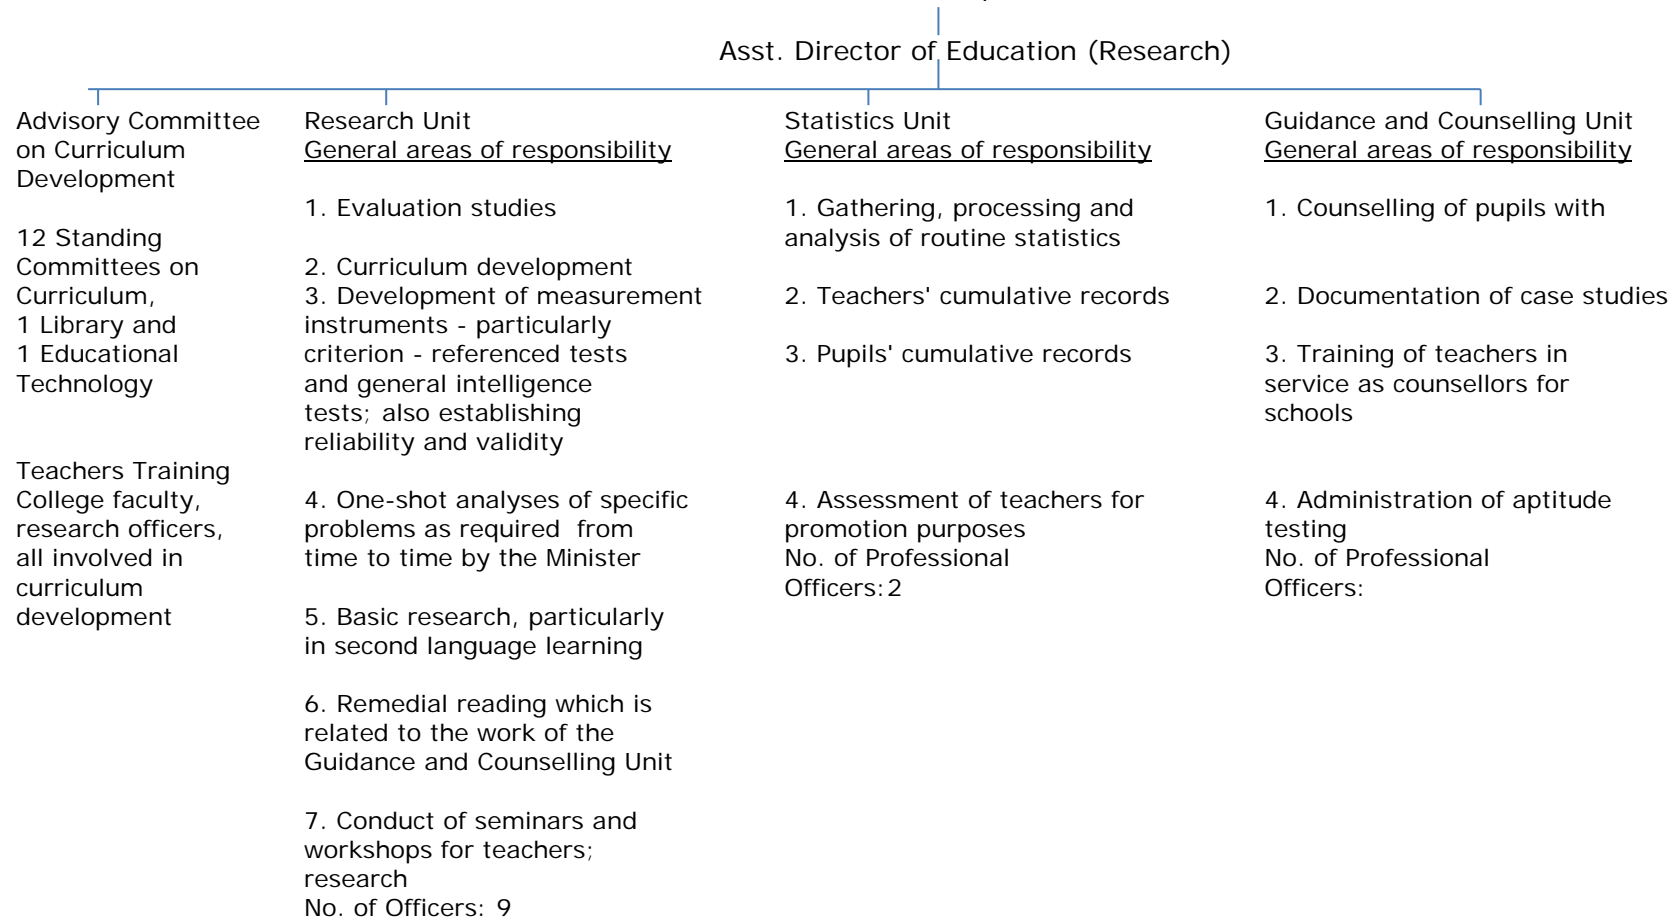 Asst. Director of Education (Research)
Advisory Committee
on Curriculum
Development
12 Standing
Committees on
Curriculum,
1 Library and
1 Educational
Technology
Teachers Training
College faculty,
research officers,
all involved in
curriculum
development
Research Unit
General areas of responsibility
1. Evaluation studies
2. Curriculum development
3. Development of measurement
instruments - particularly
criterion - referenced tests
and general intelligence
tests; also establishing
reliability and validity
4. One-shot analyses of specific
problems as required from
time to time by the Minister
5. Basic research, particularly
in second language learning
6. Remedial reading which is
related to the work of the
Guidance and Counselling Unit
7. Conduct of seminars and
workshops for teachers;
research
No. of Officers: 9
Statistics Unit
General areas of responsibility
1. Gathering, processing and
analysis of routine statistics
2. Teachers' cumulative records
3. Pupils' cumulative records
4. Assessment of teachers for
promotion purposes
No. of Professional
Officers:2
Guidance and Counselling Unit
General areas of responsibility
1. Counselling of pupils with
2. Documentation of case studies
3. Training of teachers in
service as counsellors for
schools
4. Administration of aptitude
testing
No. of Professional
Officers: